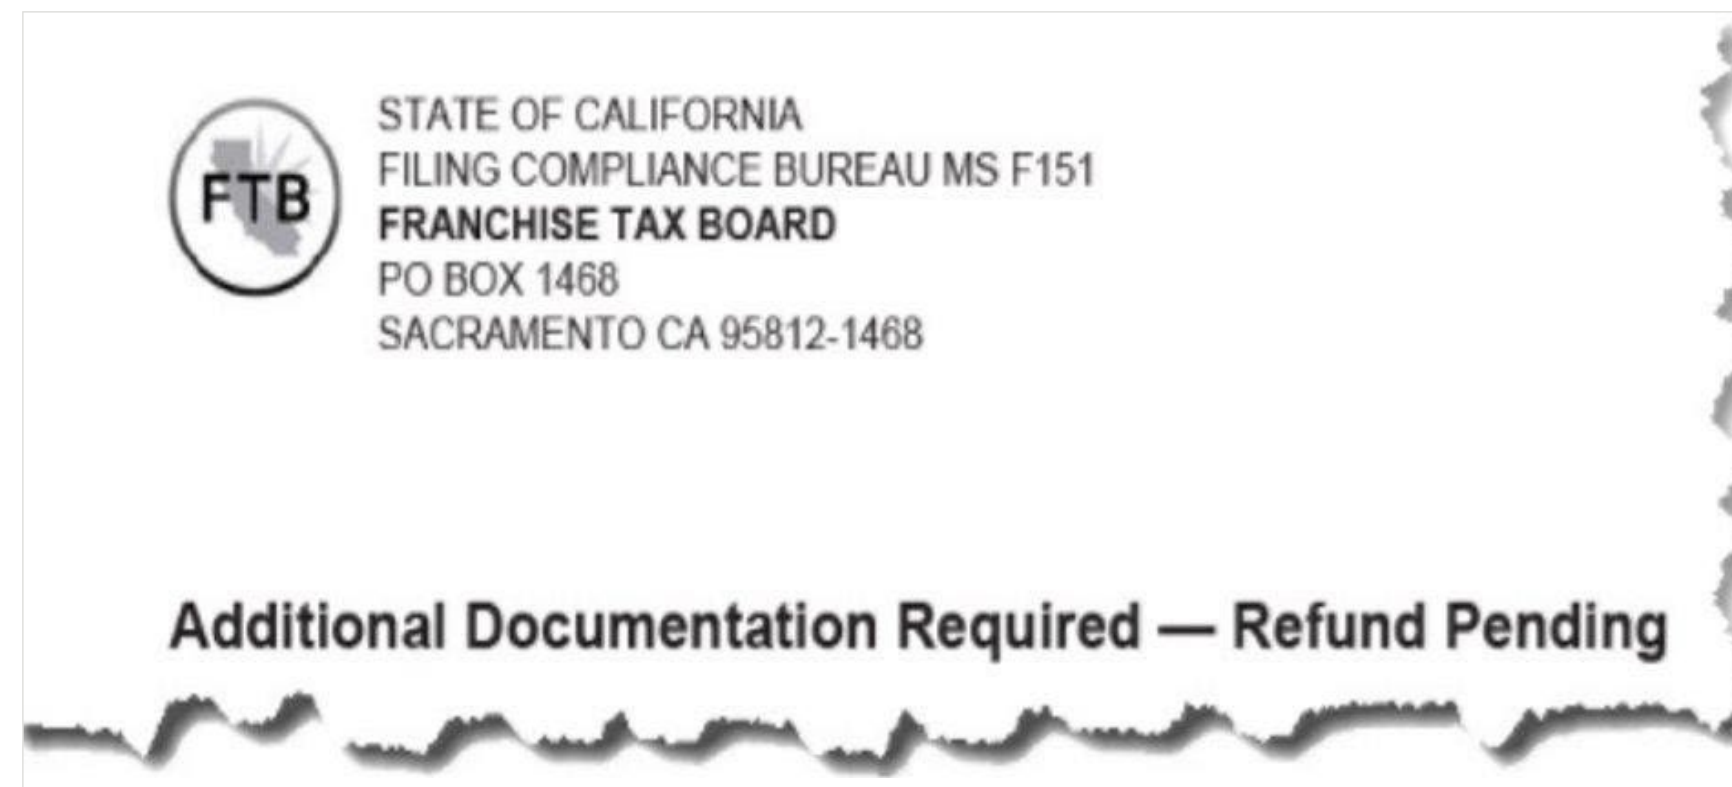 FTB
STATE OF CALIFORNIA
FILING COMPLIANCE BUREAU MS F151
FRANCHISE TAX BOARD
PO BOX 1468
SACRAMENTO CA 95812-1468
Additional Documentation Required — Refund Pending